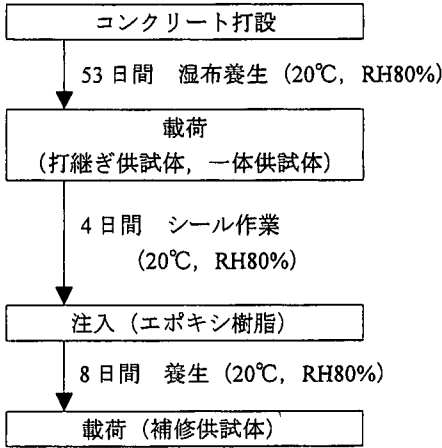 コンクリート打設
53日間 湿布養生（20℃，RH80%）
載荷
（打継ぎ供試体，一体供試体）
4日間 シール作業
（20℃，RH80%）
注入（エポキシ樹脂）
8日間 養生（20℃，RH80%）
載荷（補修供試体）